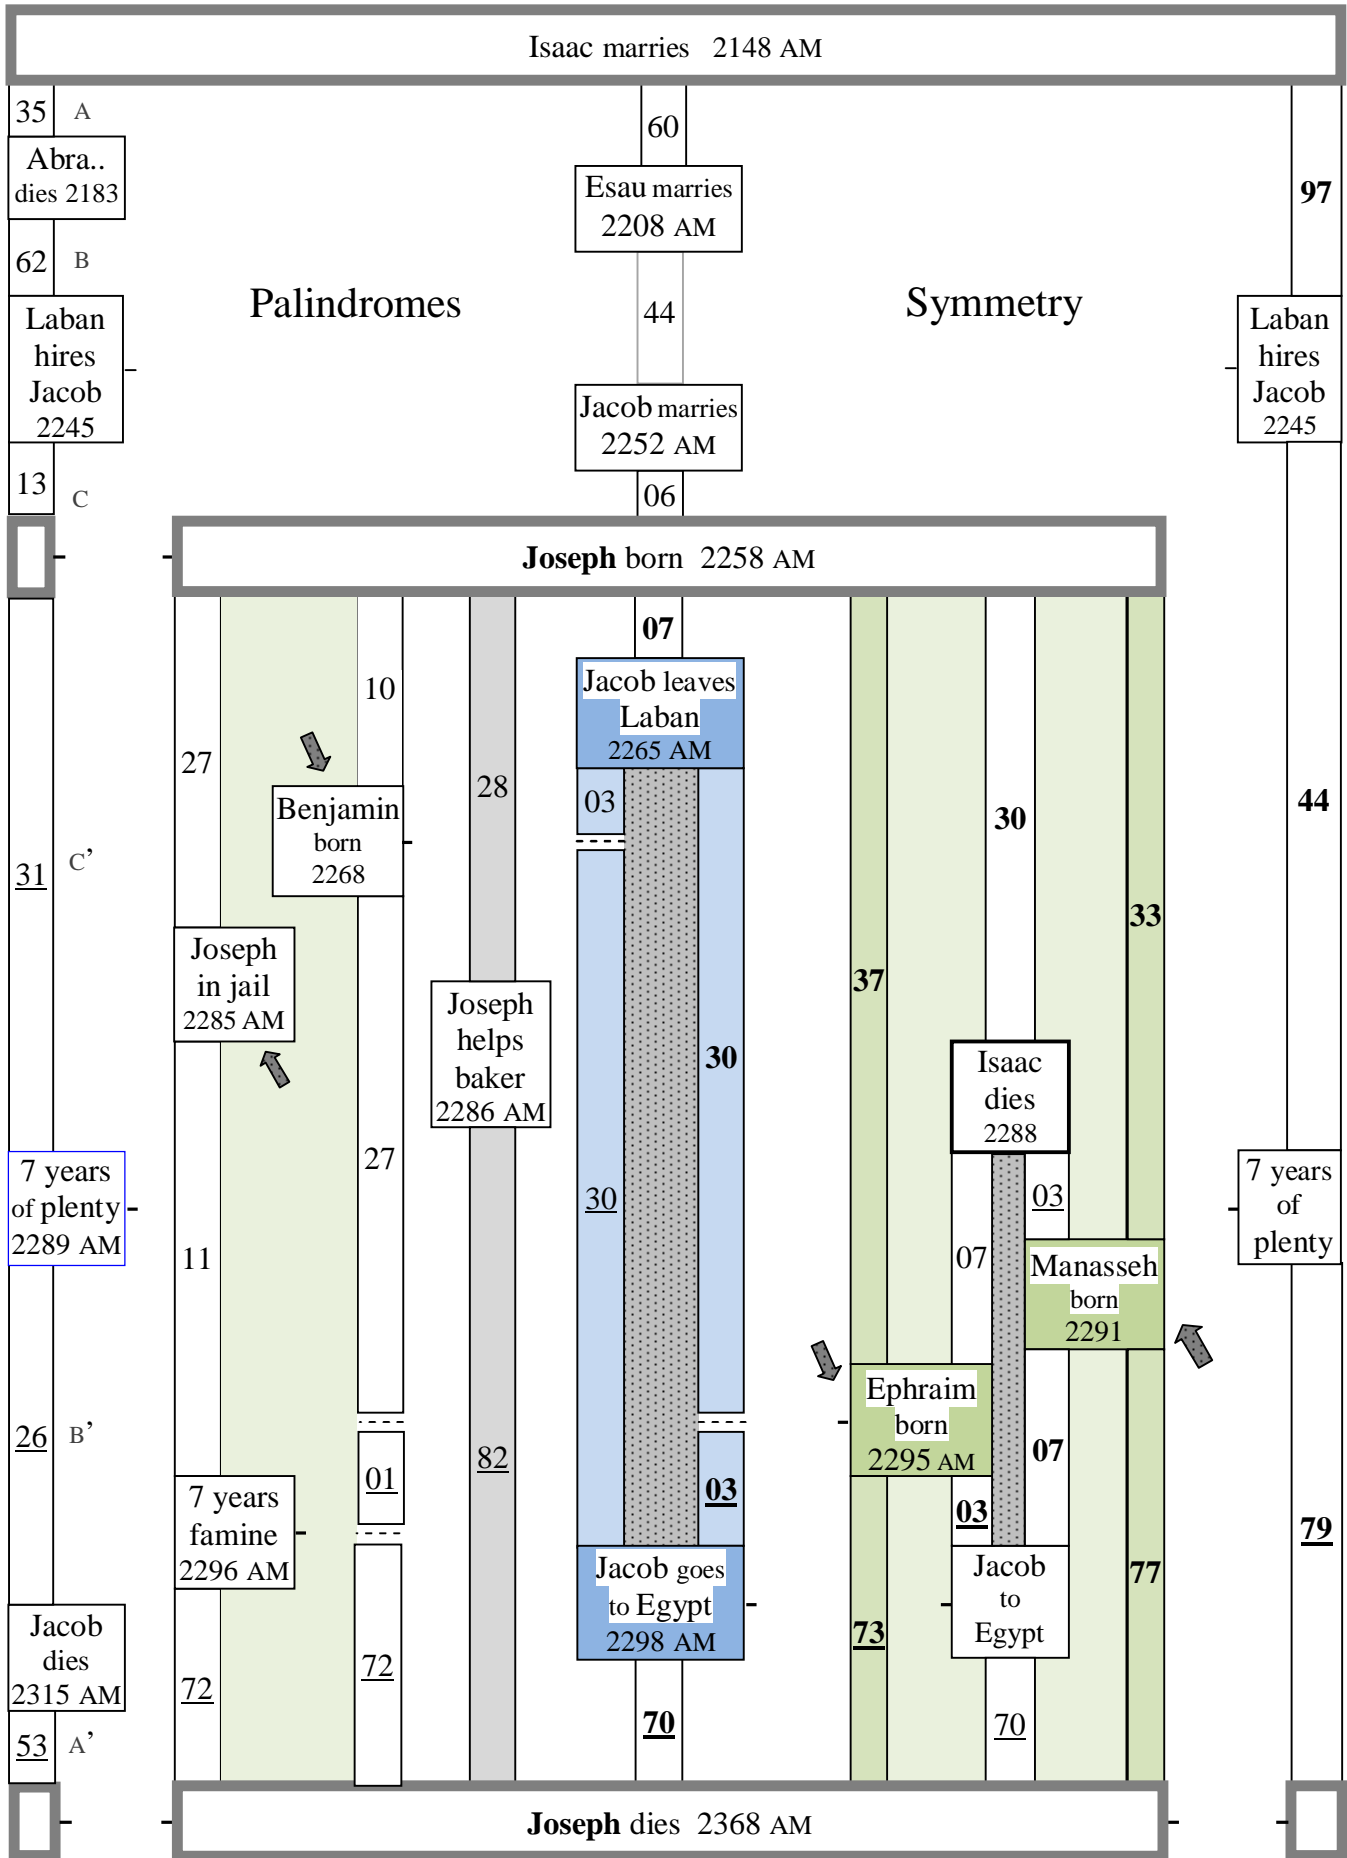 Isaac marries 2148 AM
35 A
60
Abra..
dies 2183
Esau marries
2208 AM
97
62 B
Palindromes
44
Symmetry
Laban
hires
Jacob
2245
Laban
hires
Jacob
2245
Jacob marries
2252 AM
13 C
06
Joseph born 2258 AM
07
10
Jacob leaves
Laban
2265 AM
27
28
03
30
44
Benjamin
born
2268
31 C’
33
Joseph
in jail
2285 AM
37
Joseph
helps
baker
2286 AM
30
Isaac
dies
2288
27
7 years
of plenty
2289 AM
30
03
7 years
of
plenty
11
07
Manasseh
born
2291
Ephraim
born
2295 AM
26 B’
82
07
01
03
03
79
7 years
famine
2296 AM
Jacob goes
to Egypt
2298 AM
Jacob
to
Egypt
77
73
Jacob
dies
2315 AM
72
72
70
70
53 A’
Joseph dies 2368 AM